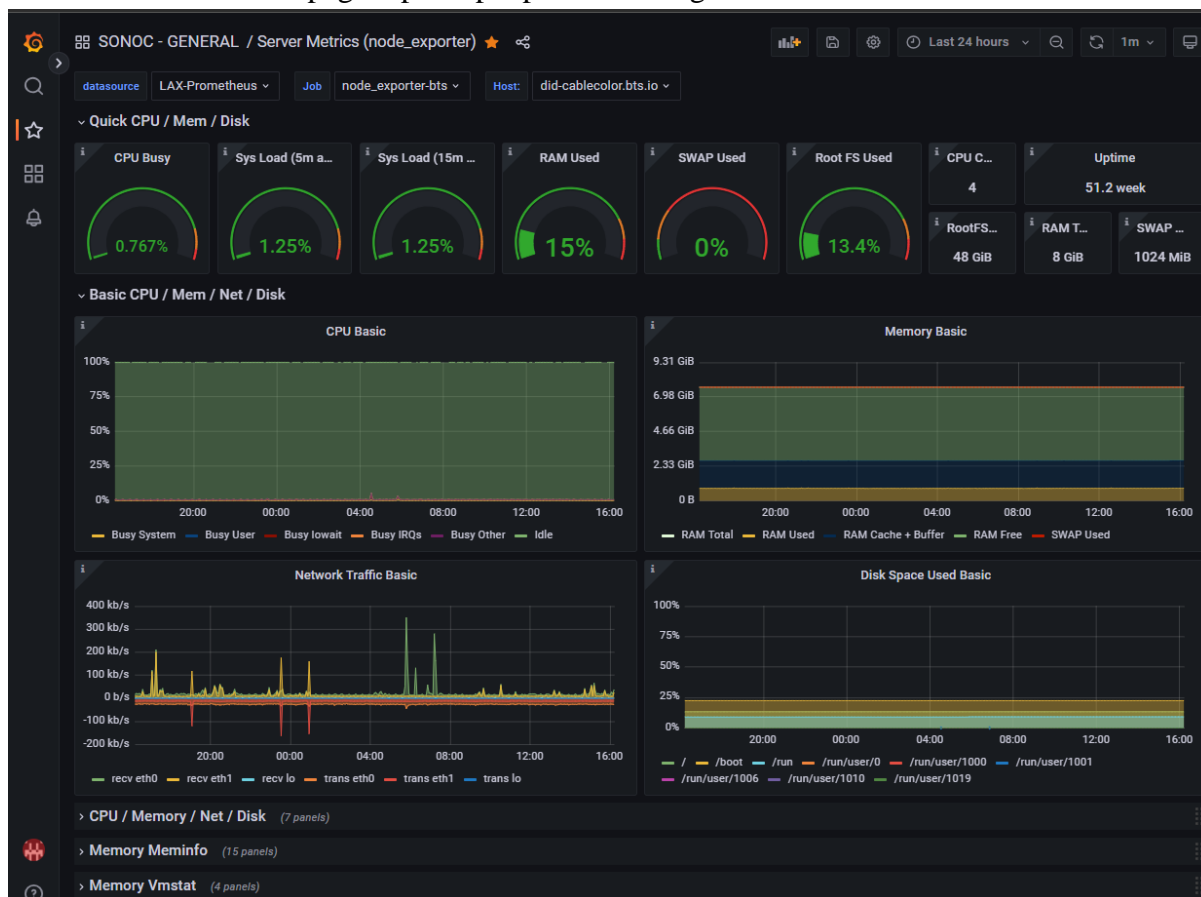 SONOC - GENERAL / Server Metrics (node_exporter)
Last 24 hours
1m
datasource LAX-Prometheus Job node_exporter-bts Host: did-cablecolor.bts.io
Quick CPU / Mem / Disk
CPU Busy
0.767%
Sys Load (5m a...
1.25%
Sys Load (15m ...
1.25%
RAM Used
15%
SWAP Used
0%
Root FS Used
13.4%
CPU C...
4
Uptime
51.2 week
RootFS...
48 GiB
RAM T...
8 GiB
SWAP ...
1024 MiB
Basic CPU / Mem / Net / Disk
CPU Basic
100%
75%
50%
25%
0%
20:00 00:00 04:00 08:00 12:00 16:00
Busy System Busy User Busy Iowait Busy IRQs Busy Other Idle
Memory Basic
9.31 GiB
6.98 GiB
4.66 GiB
2.33 GiB
0 B
20:00 00:00 04:00 08:00 12:00 16:00
RAM Total RAM Used RAM Cache + Buffer RAM Free SWAP Used
Network Traffic Basic
400 kb/s
300 kb/s
200 kb/s
100 kb/s
0 b/s
-100 kb/s
-200 kb/s
20:00 00:00 04:00 08:00 12:00 16:00
recv eth0 recv eth1 recv lo trans eth0 trans eth1 trans lo
Disk Space Used Basic
100%
75%
50%
25%
0%
20:00 00:00 04:00 08:00 12:00 16:00
/ /boot /run /run/user/0 /run/user/1000 /run/user/1001
/run/user/1006 /run/user/1010 /run/user/1019
CPU / Memory / Net / Disk (7 panels)
Memory Meminfo (15 panels)
Memory Vmstat (4 panels)